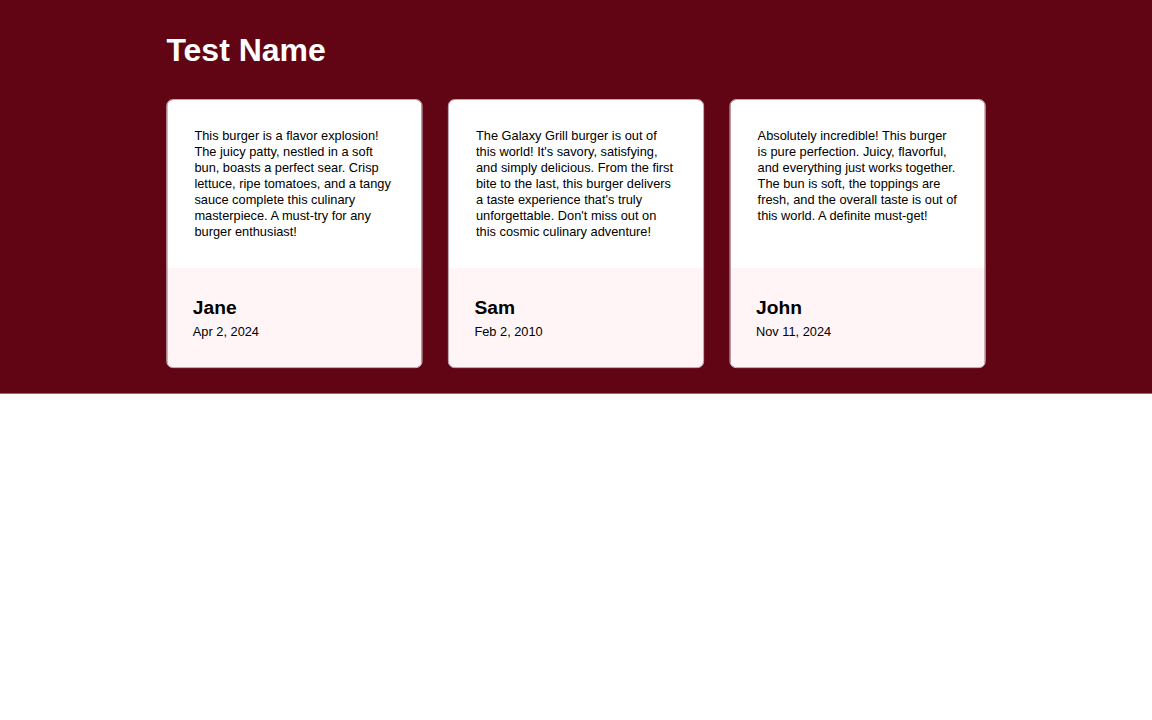 Test Name
This burger is a flavor explosion!
The juicy patty, nestled in a soft
bun, boasts a perfect sear. Crisp
lettuce, ripe tomatoes, and a tangy
sauce complete this culinary
masterpiece. A must-try for any
burger enthusiast!
Jane
Apr 2, 2024
The Galaxy Grill burger is out of
this world! It's savory, satisfying,
and simply delicious. From the first
bite to the last, this burger delivers
a taste experience that's truly
unforgettable. Don't miss out on
this cosmic culinary adventure!
Sam
Feb 2, 2010
Absolutely incredible! This burger
is pure perfection. Juicy, flavorful,
and everything just works together.
The bun is soft, the toppings are
fresh, and the overall taste is out of
this world. A definite must-get!
John
Nov 11, 2024